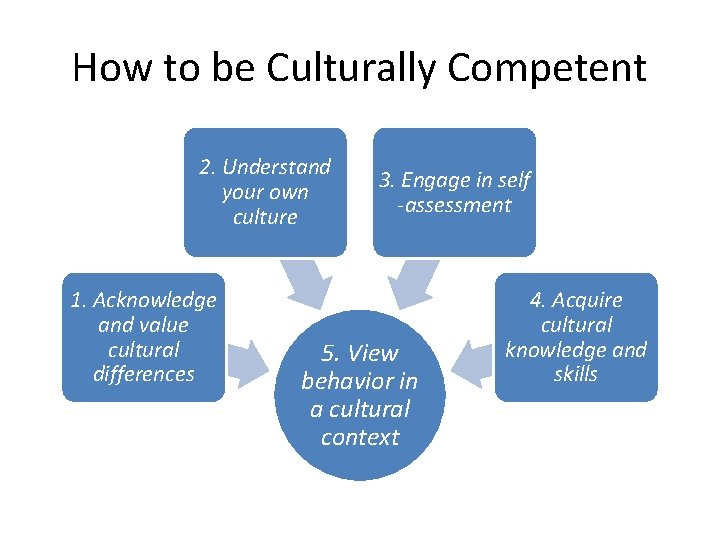 How to be Culturally Competent
2. Understand
your own
culture
3. Engage in self
-assessment
1. Acknowledge
and value
cultural
differences
4. Acquire
cultural
knowledge and
skills
5. View
behavior in
a cultural
context